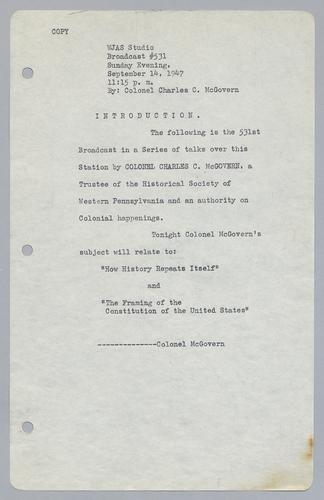 COPY
WJAS Studio
Broadcast #531
Sunday Evening,
September 14, 1947
11:15 p. m.
By: Colonel Charles C. McGovern
I N T R O D U C T I O N .
The following is the 531st
Broadcast in a Series of talks over this
Station by COLONEL CHARLES C. McGOVERN, a
Trustee of the Historical Society of
Western Pennsylvania and an authority on
Colonial happenings.
Tonight Colonel McGovern's
subject will relate to:
"How History Repeats Itself"
and
"The Framing of the
Constitution of the United States"
--------------Colonel McGovern